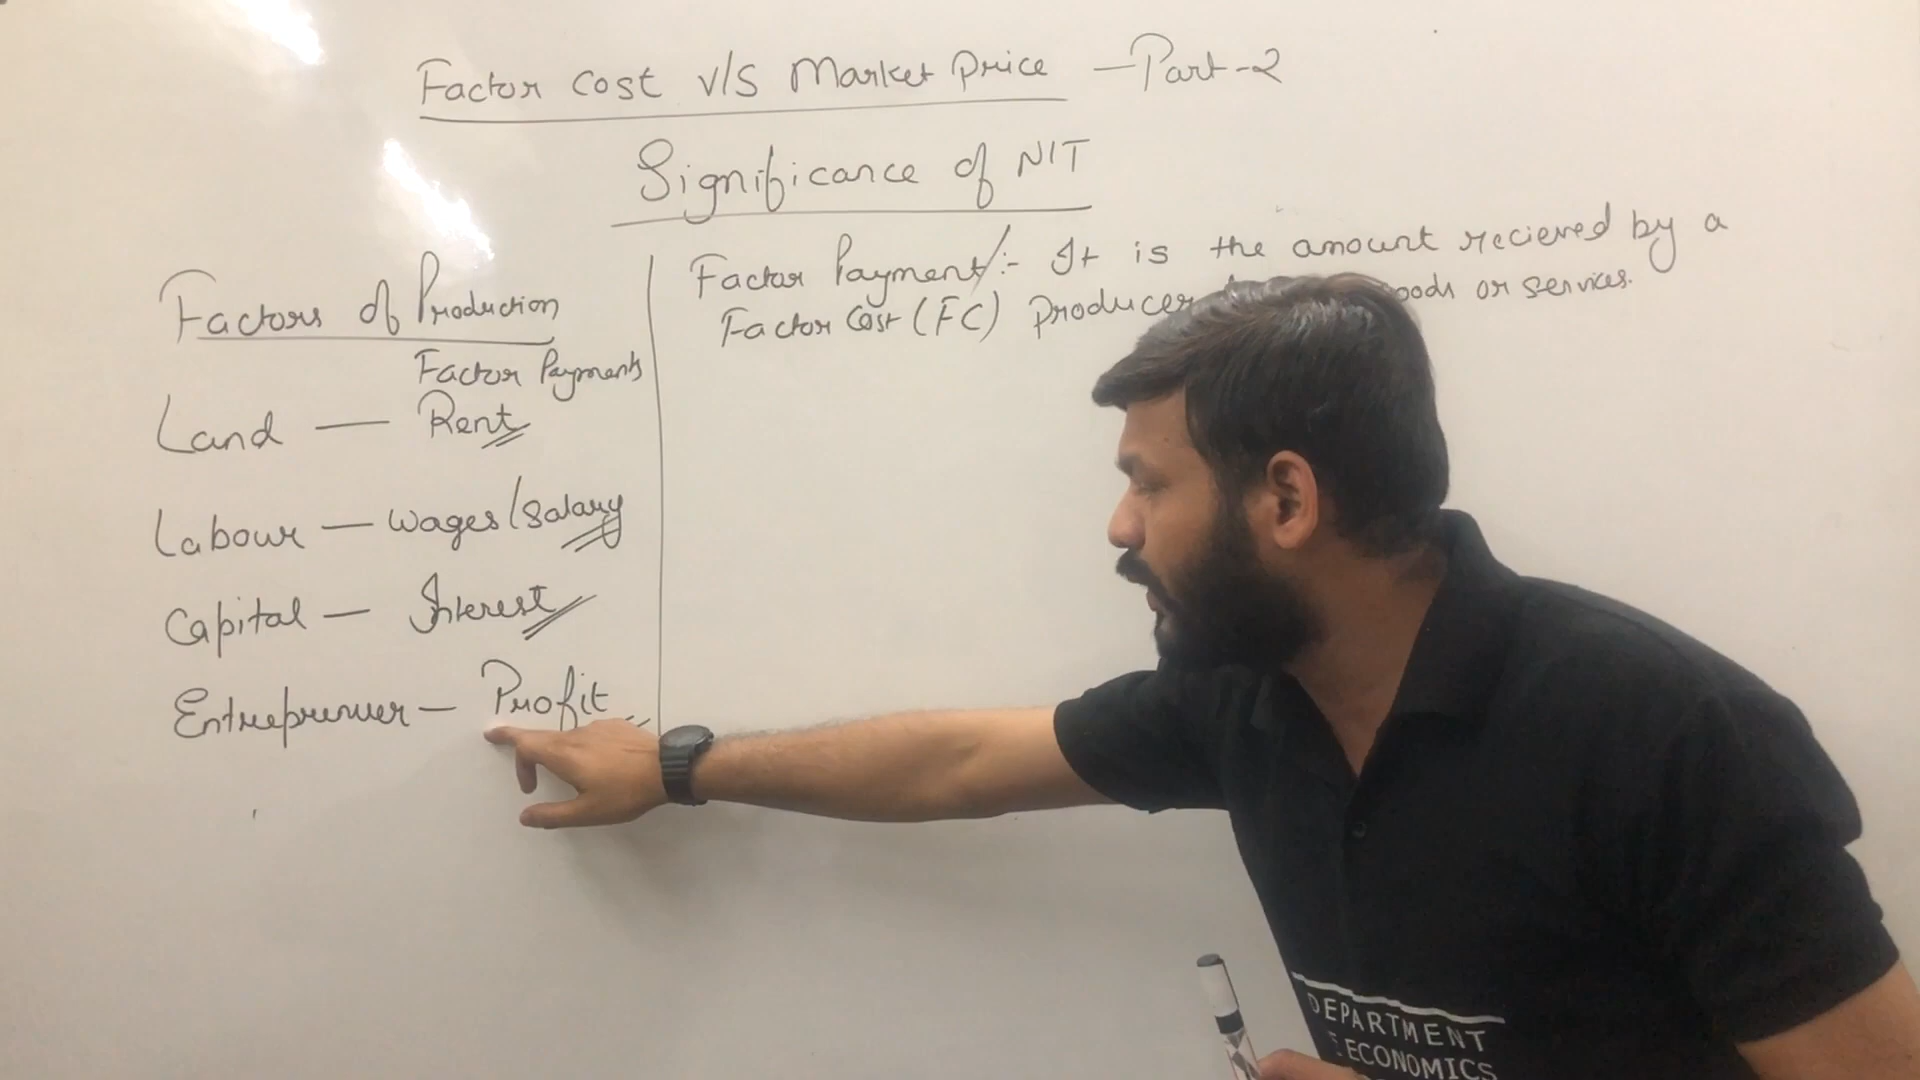 Factor Cost v/s Market Price - Part-2
Significance of NIT
Factors of Production
Factor Payments
Land — Rent
Labour — Wages/Salary
Capital — Interest
Entreprenuer — Profit
Factor Payment/:- It is the amount recieved by a
Factor Cost (FC) Producer or services.
DEPARTMENT
ECONOMICS